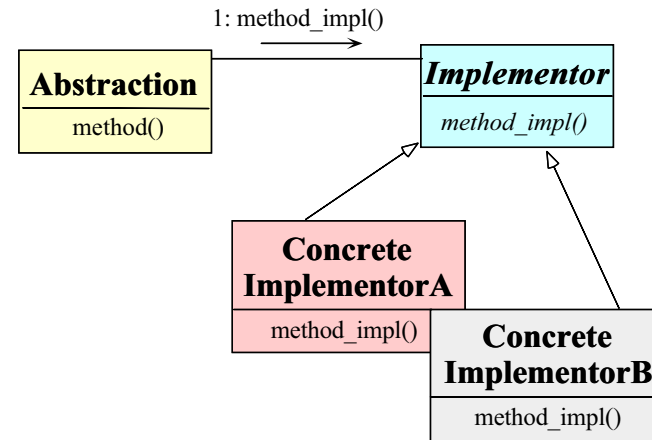 1: method_impl()
Abstraction
method()
Implementor
method_impl()
Concrete
ImplementorA
method_impl()
Concrete
ImplementorB
method_impl()